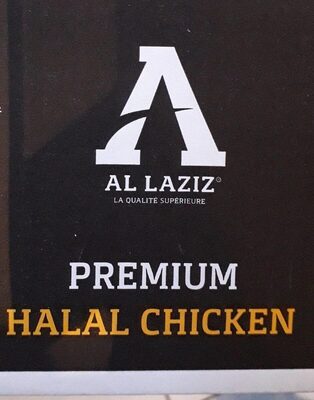 AL LAZIZ
LA QUALITÉ SUPÉRIEURE
PREMIUM
HALAL CHICKEN